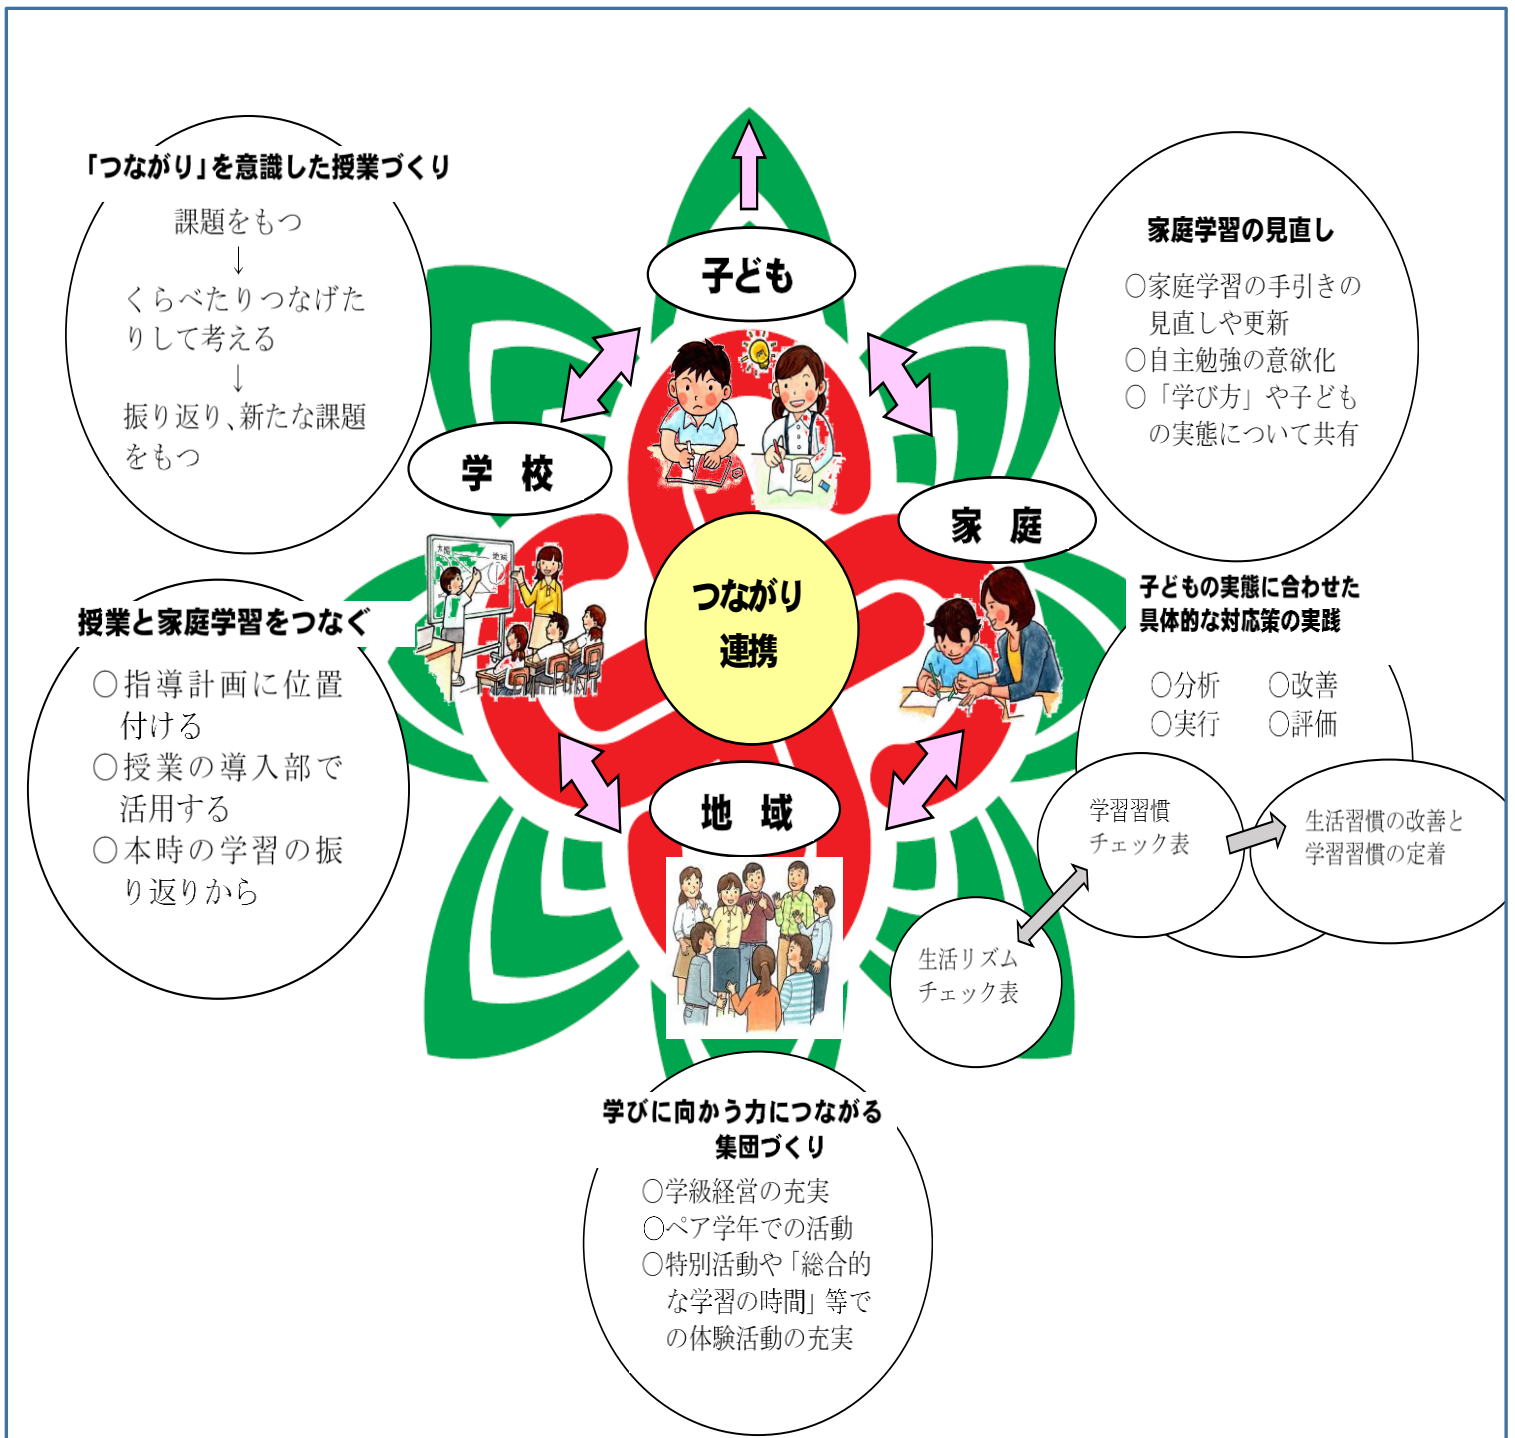 「つながり」を意識した授業づくり
課題をもつ
↓
くらべたりつなげた
りして考える
↓
振り返り、新たな課題
をもつ
子ども
家庭学習の見直し
○家庭学習の手引きの
見直しや更新
○自主勉強の意欲化
○「学び方」や子ども
の実態について共有
学 校
家 庭
つながり
連携
授業と家庭学習をつなぐ
○指導計画に位置
付ける
○授業の導入部で
活用する
○本時の学習の振
り返りから
子どもの実態に合わせた
具体的な対応策の実践
○分析 ○改善
○実行 ○評価
地 域
学習習慣
チェック表
生活習慣の改善と
学習習慣の定着
生活リズム
チェック表
学びに向かう力につながる
集団づくり
○学級経営の充実
○ペア学年での活動
○特別活動や「総合的
な学習の時間」等で
の体験活動の充実